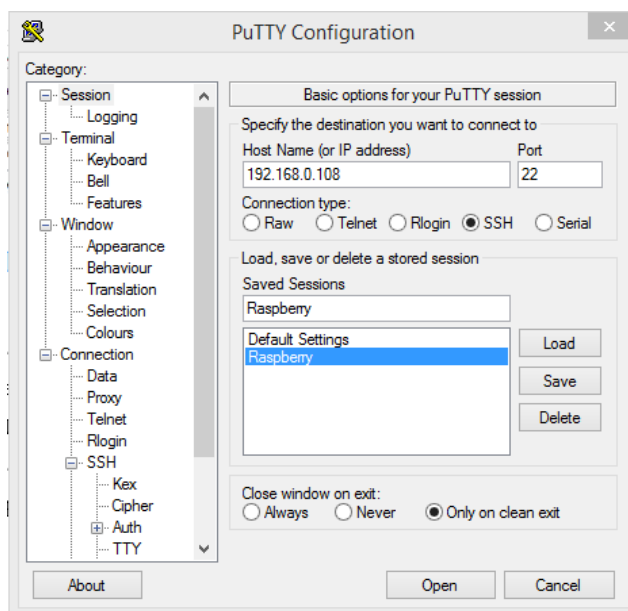 PuTTY Configuration
Category:
Session
Logging
Terminal
Keyboard
Bell
Features
Window
Appearance
Behaviour
Translation
Selection
Colours
Connection
Data
Proxy
Telnet
Rlogin
SSH
Kex
Cipher
Auth
TTY
Basic options for your PuTTY session
Specify the destination you want to connect to
Host Name (or IP address) Port
192.168.0.108 22
Connection type:
Raw Telnet Rlogin SSH Serial
Load, save or delete a stored session
Saved Sessions
Raspberry
Default Settings
Raspberry
Load
Save
Delete
Close window on exit:
Always Never Only on clean exit
About Open Cancel